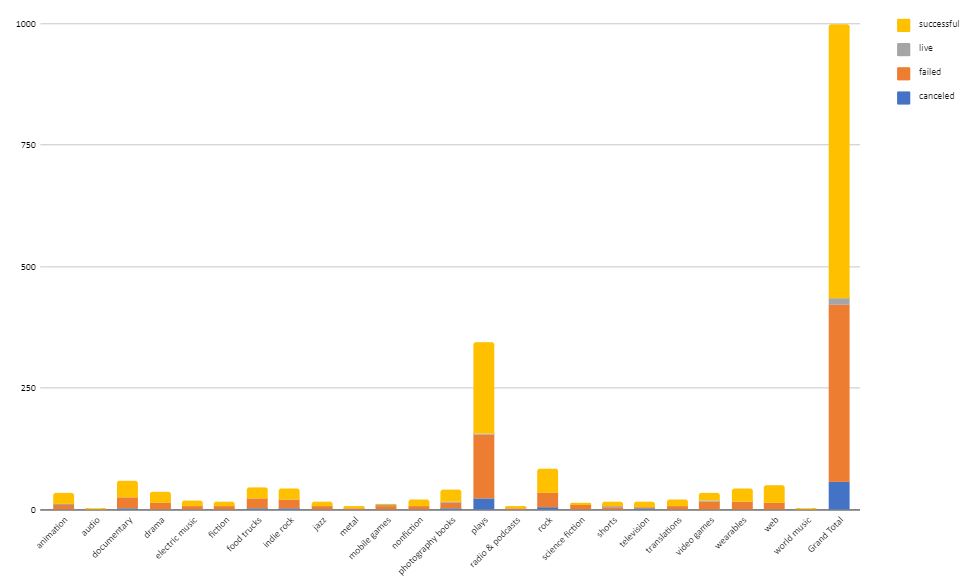 1000
750
500
250
0
successful
live
failed
canceled
animation
audio
documentary
drama
electric music
fiction
food trucks
indie rock
jazz
metal
mobile games
nonfiction
photography books
plays
radio & podcasts
rock
science fiction
shorts
television
translations
video games
wearables
web
world music
Grand Total